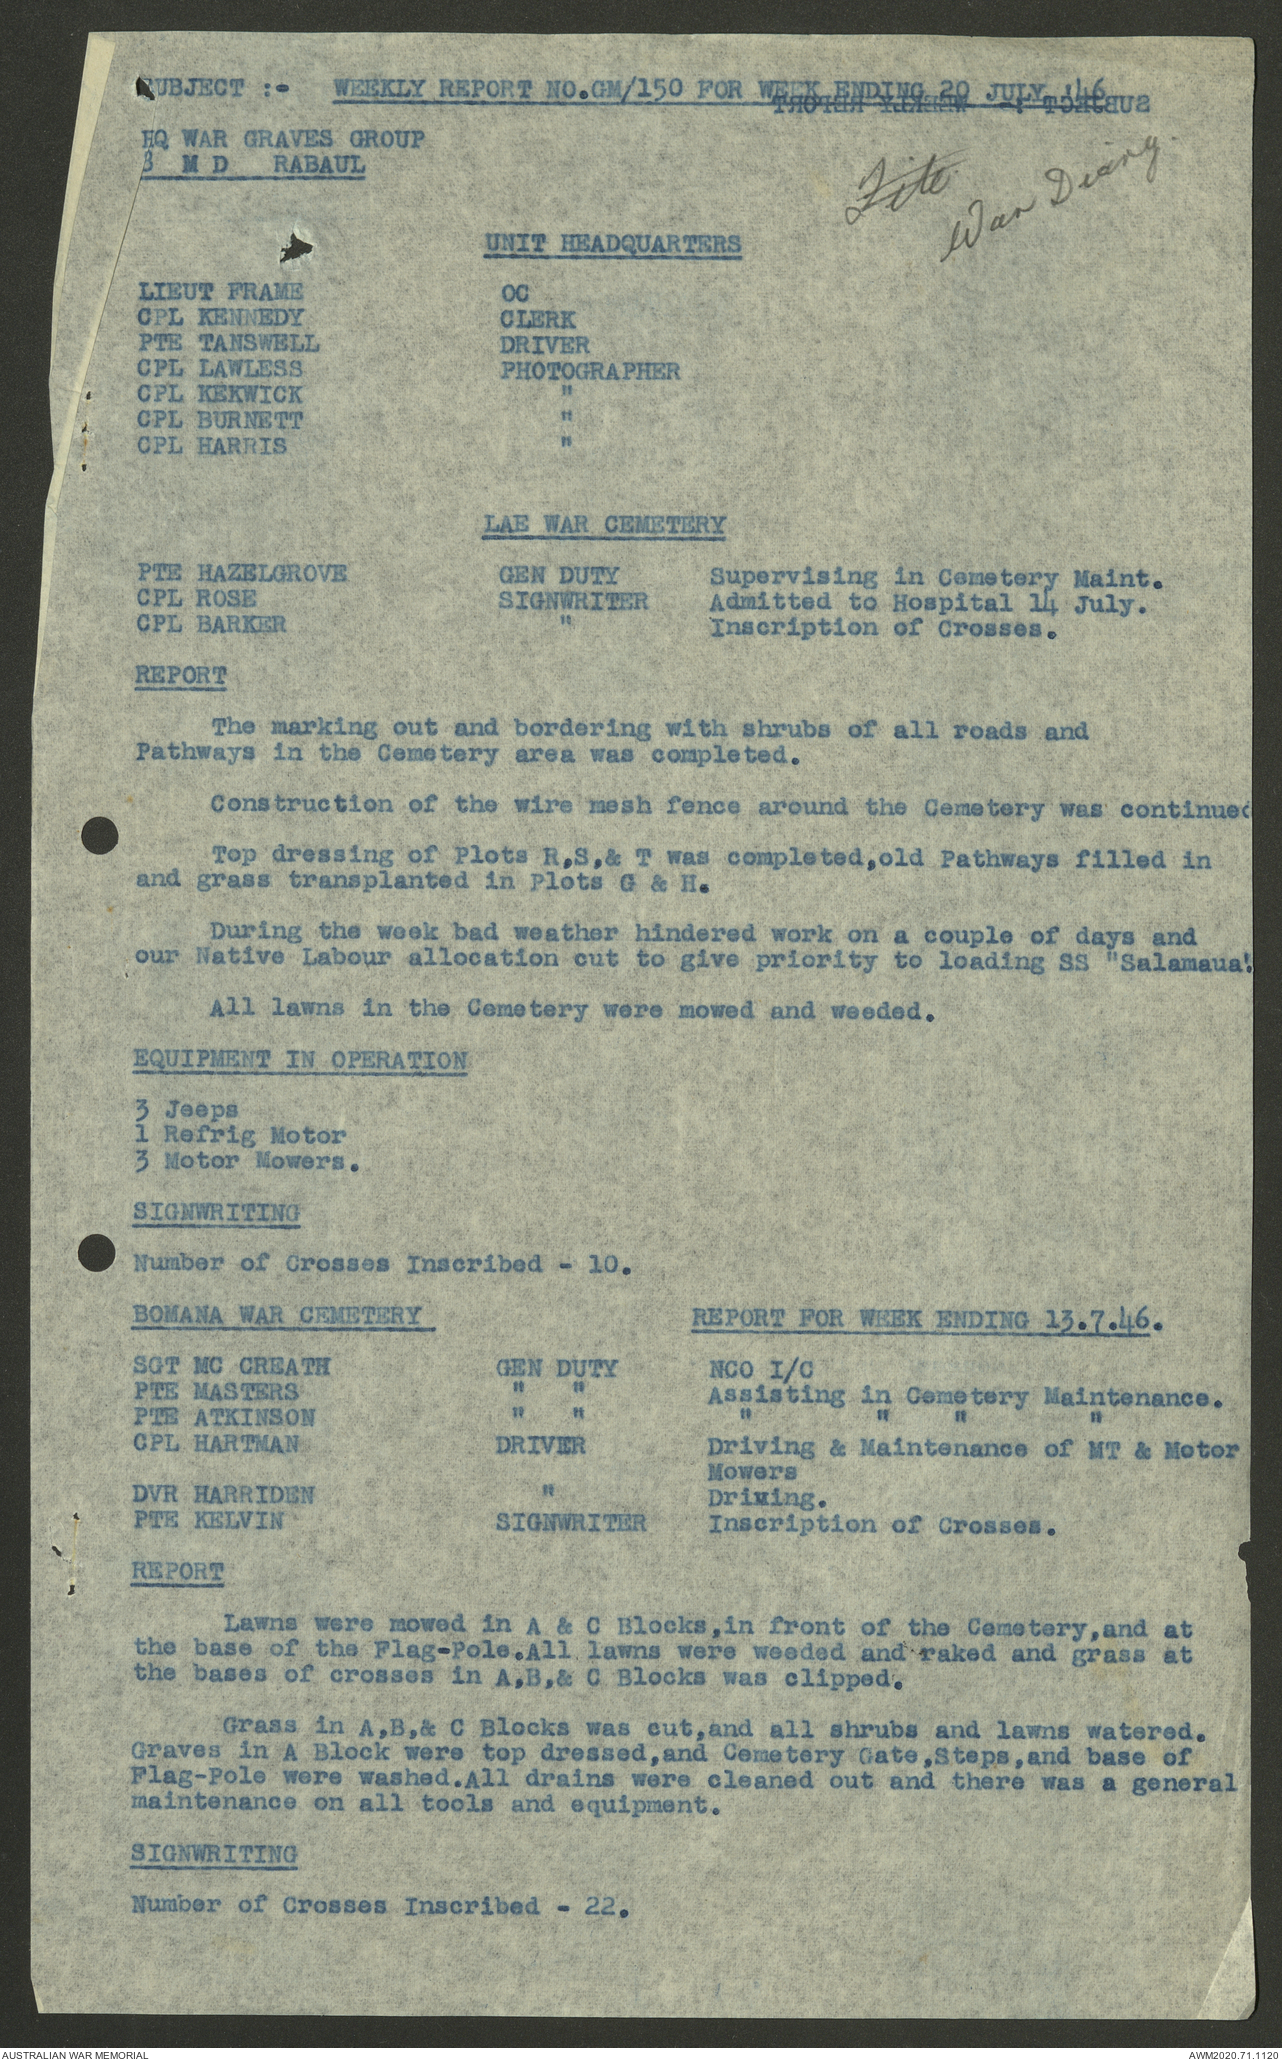 SUBJECT :- WEEKLY REPORT NO.GM/150 FOR WEEK ENDING 20 JULY '46
SUBJECT :- WEEKLY REPORT
HQ WAR GRAVES GROUP
8 M D RABAUL
File
War Diary
UNIT HEADQUARTERS
LIEUT FRAME OC
CPL KENNEDY CLERK
PTE TANSWELL DRIVER
CPL LAWLESS PHOTOGRAPHER
CPL KEKWICK "
CPL BURNETT "
CPL HARRIS "
LAE WAR CEMETERY
PTE HAZELGROVE GEN DUTY Supervising in Cemetery Maint.
CPL ROSE SIGNWRITER Admitted to Hospital 14 July.
CPL BARKER " Inscription of Crosses.
REPORT
The marking out and bordering with shrubs of all roads and
Pathways in the Cemetery area was completed.
Construction of the wire mesh fence around the Cemetery was continued
Top dressing of Plots R,S,& T was completed,old Pathways filled in
and grass transplanted in Plots G & H.
During the week bad weather hindered work on a couple of days and
our Native Labour allocation cut to give priority to loading SS "Salamaua".
All lawns in the Cemetery were mowed and weeded.
EQUIPMENT IN OPERATION
3 Jeeps
1 Refrig Motor
3 Motor Mowers.
SIGNWRITING
Number of Crosses Inscribed - 10.
BOMANA WAR CEMETERY REPORT FOR WEEK ENDING 13.7.46.
SGT MC CREATH GEN DUTY NCO I/C
PTE MASTERS " " Assisting in Cemetery Maintenance.
PTE ATKINSON " " " " " "
CPL HARTMAN DRIVER Driving & Maintenance of MT & Motor
Mowers
DVR HARRIDEN " Driving.
PTE KELVIN SIGNWRITER Inscription of Crosses.
REPORT
Lawns were mowed in A & C Blocks,in front of the Cemetery,and at
the base of the Flag-Pole.All lawns were weeded and raked and grass at
the bases of crosses in A,B,& C Blocks was clipped.
Grass in A,B,& C Blocks was cut,and all shrubs and lawns watered.
Graves in A Block were top dressed,and Cemetery Gate,Steps,and base of
Flag-Pole were washed.All drains were cleaned out and there was a general
maintenance on all tools and equipment.
SIGNWRITING
Number of Crosses Inscribed - 22.
AUSTRALIAN WAR MEMORIAL AWM2020.71.1120